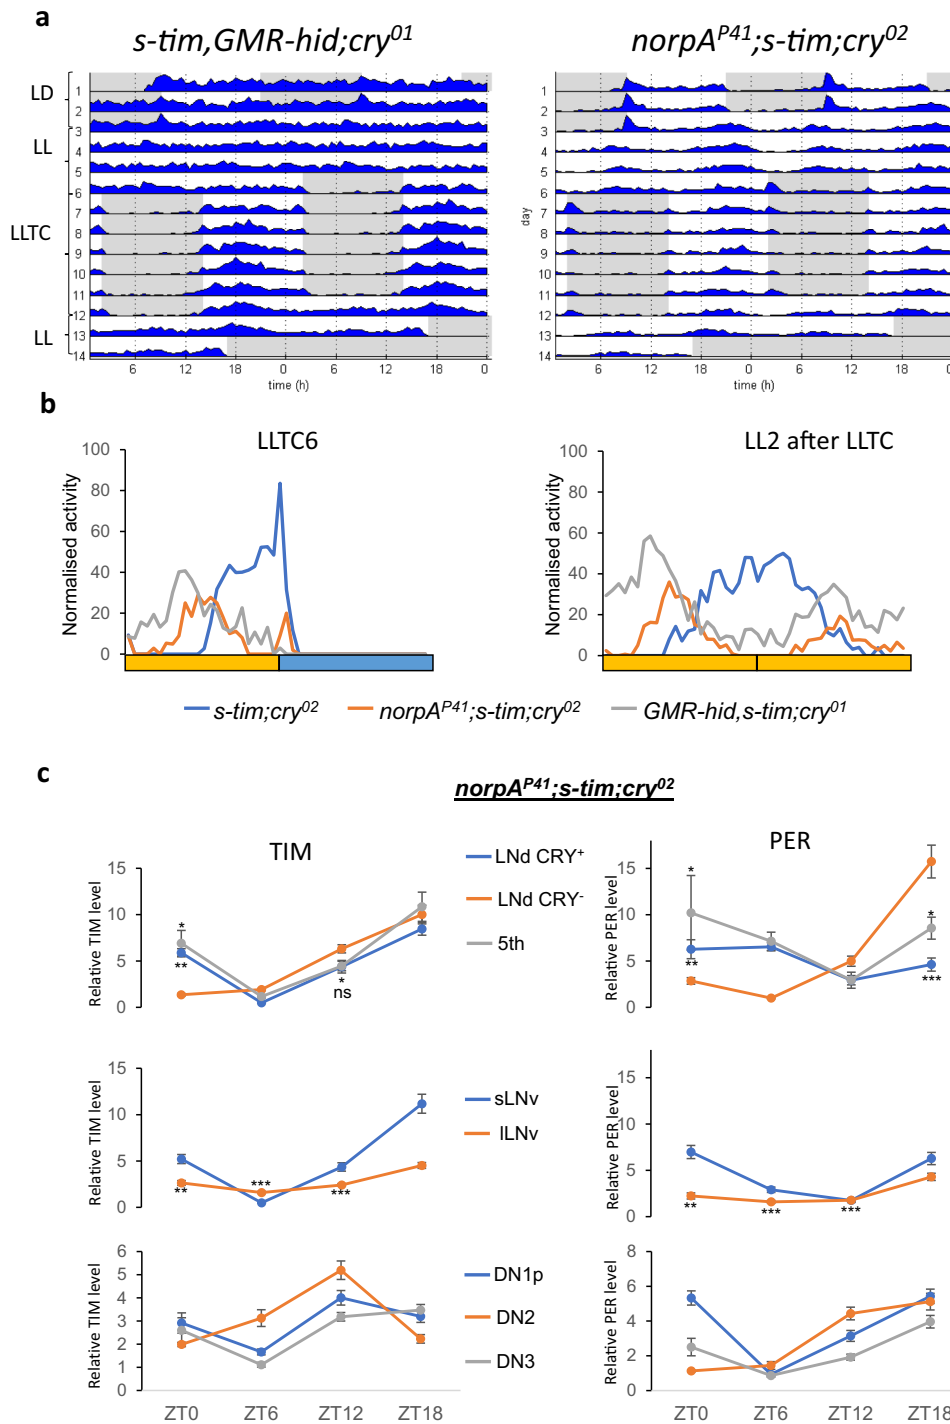 a
s-tim,GMR-hid;cry01
norpAP41;s-tim;cry02
LD
LL
LLTC
LL
1
2
3
4
5
6
7
8
9
10
11
12
13
14
6 12 18 0 6 12 18 0
time (h)
day
1
2
3
4
5
6
7
8
9
10
11
12
13
14
6 12 18 0 6 12 18 0
time (h)
b
LLTC6
LL2 after LLTC
Normalised activity
100
80
60
40
20
0
Normalised activity
100
80
60
40
20
0
s-tim;cry02
norpAP41;s-tim;cry02
GMR-hid,s-tim;cry01
c
norpAP41;s-tim;cry02
TIM
PER
Relative TIM level
15
10
5
0
*
**
*
ns
LNd CRY+
LNd CRY-
5th
Relative PER level
15
10
5
0
*
**
*
***
Relative TIM level
15
10
5
0
**
***
***
sLNv
lLNv
Relative PER level
15
10
5
0
**
***
***
Relative TIM level
6
5
4
3
2
1
0
ZT0 ZT6 ZT12 ZT18
DN1p
DN2
DN3
Relative PER level
8
6
4
2
0
ZT0 ZT6 ZT12 ZT18